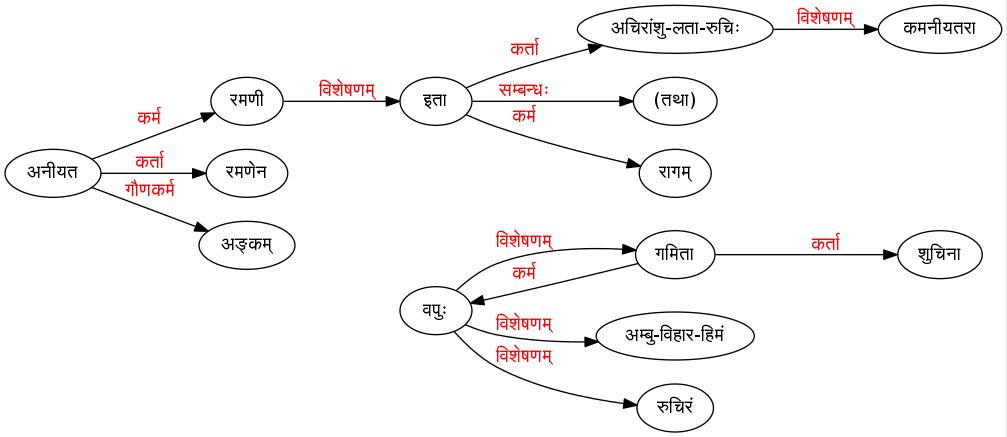 अचिरांशु-लता-रुचिः
विशेषणम्
कमनीयतरा
कर्ता
रमणी
विशेषणम्
इता
सम्बन्धः
(तथा)
कर्म
कर्म
अनीयत
कर्ता
रमणेन
रागम्
गौणकर्म
अङ्कम्
विशेषणम्
गमिता
कर्ता
शुचिना
कर्म
वपुः
विशेषणम्
अम्बु-विहार-हिमं
विशेषणम्
रुचिरं